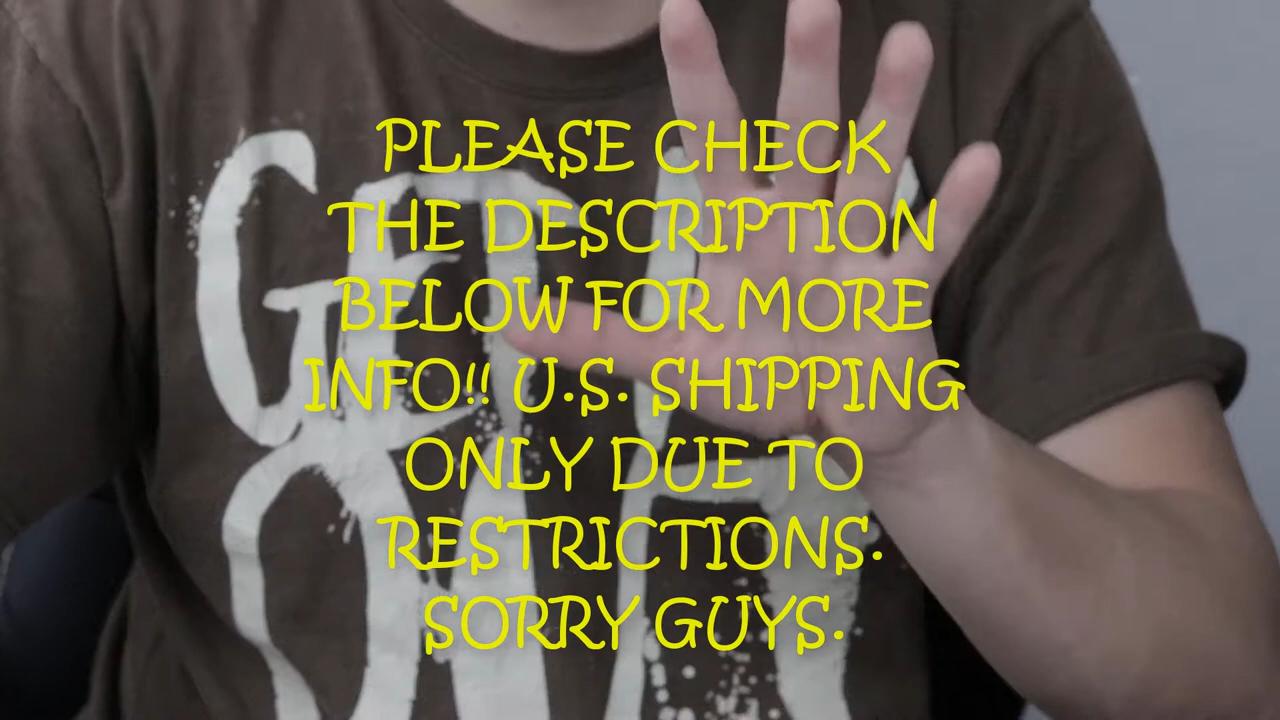 PLEASE CHECK
THE DESCRIPTION
BELOW FOR MORE
INFO!! U.S. SHIPPING
ONLY DUE TO
RESTRICTIONS.
SORRY GUYS.